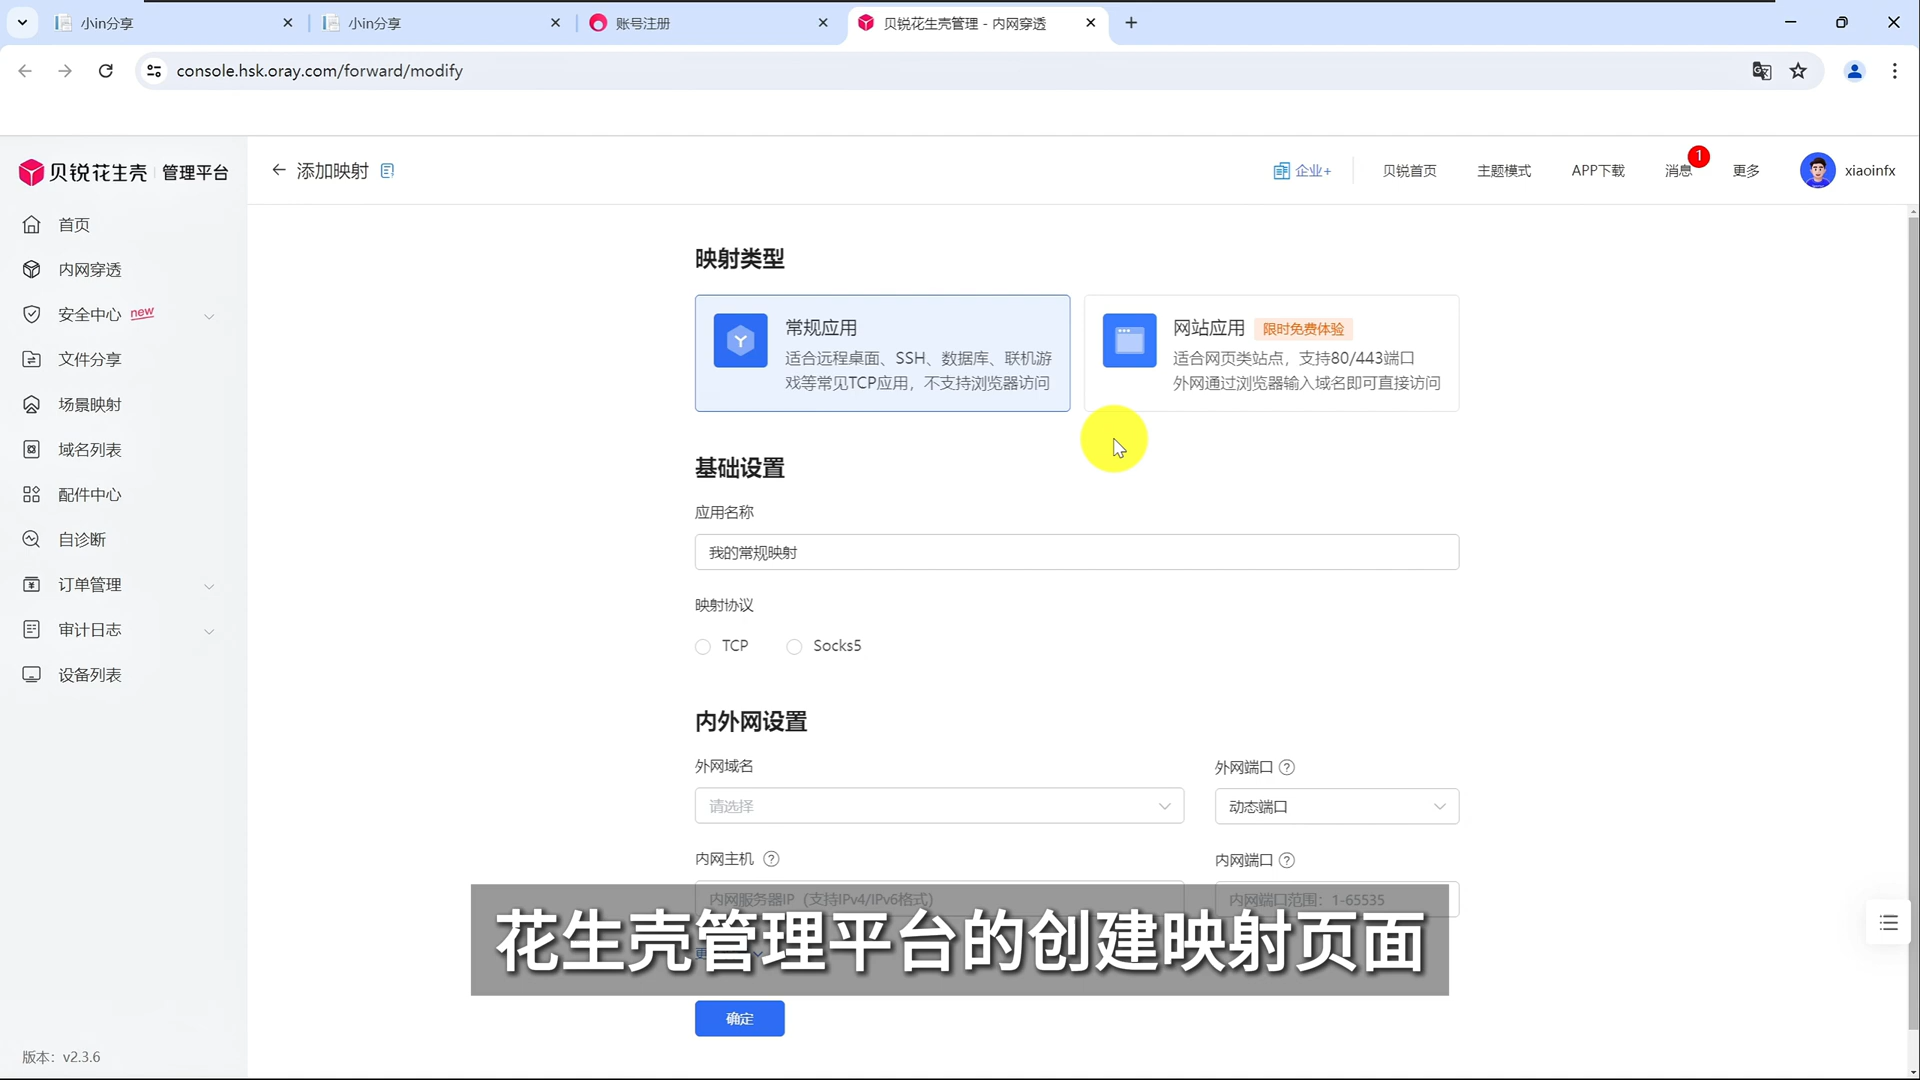 小in分享
小in分享
账号注册
贝锐花生壳管理 - 内网穿透
console.hsk.oray.com/forward/modify
贝锐花生壳 管理平台
添加映射
企业+
贝锐首页
主题模式
APP下载
消息
1
更多
xiaoinfx
首页
内网穿透
安全中心 new
文件分享
场景映射
域名列表
配件中心
自诊断
订单管理
审计日志
设备列表
版本：v2.3.6
映射类型
常规应用
适合远程桌面、SSH、数据库、联机游
戏等常见TCP应用，不支持浏览器访问
网站应用 限时免费体验
适合网页类站点，支持80/443端口
外网通过浏览器输入域名即可直接访问
基础设置
应用名称
我的常规映射
映射协议
TCP
Socks5
内外网设置
外网域名
外网端口
请选择
动态端口
内网主机
内网端口
内网服务器IP（支持IPv4/IPv6格式）
内网端口范围：1-65535
花生壳管理平台的创建映射页面
确定